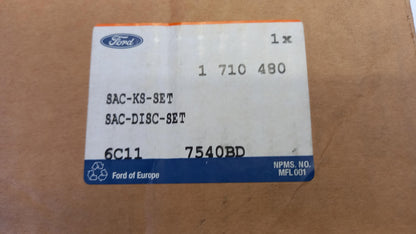 Ford
1x
1 710 480
SAC-KS-SET
SAC-DISC-SET
6C11 7540BD
Ford of Europe
NPMS. NO.
MFL001